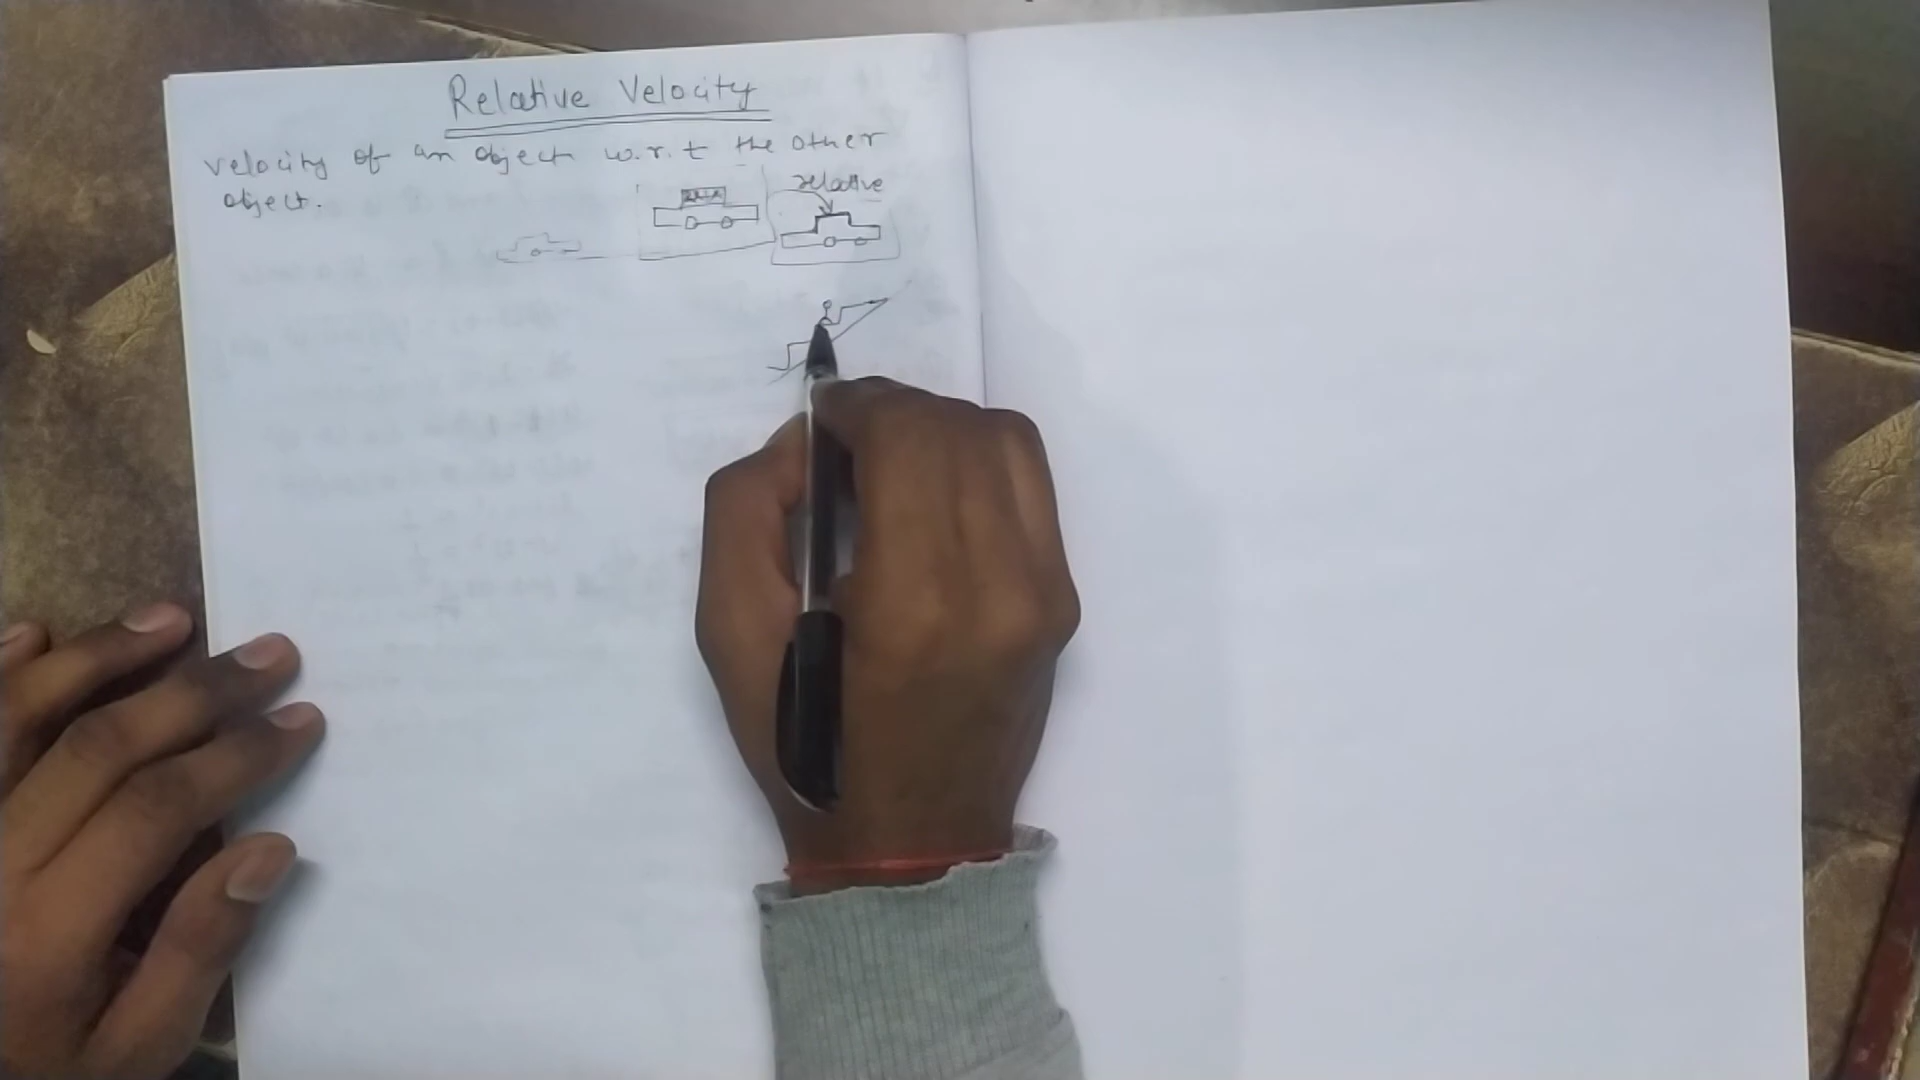 Relative Velocity
velocity of an object w.r.t the other
object.
relative